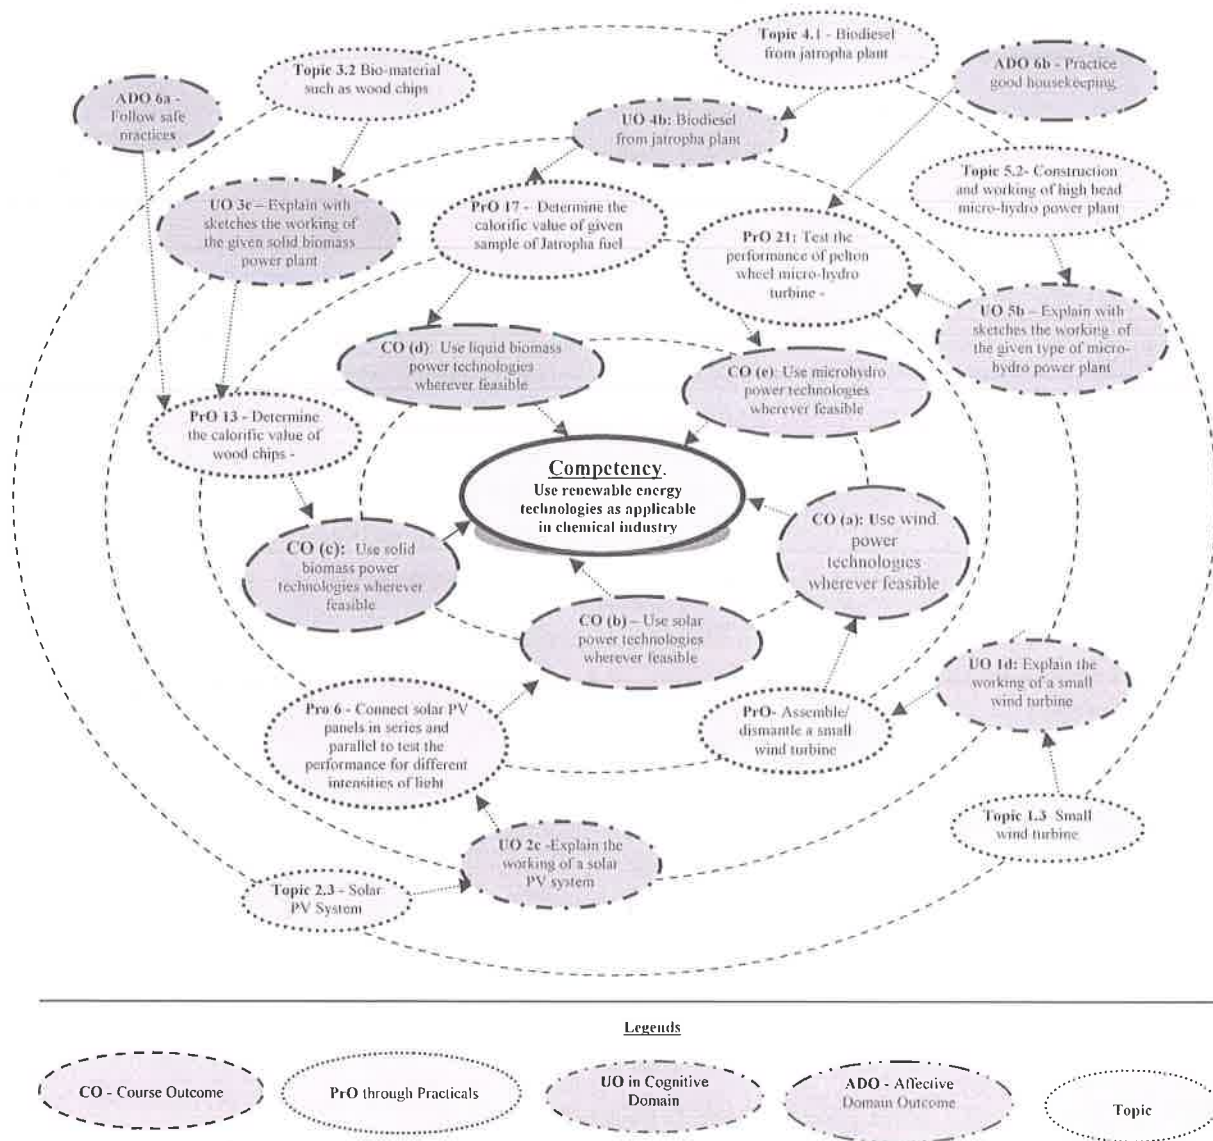 Topic 4.1 - Biodiesel
from jatropha plant
Topic 3.2 Bio-material
such as wood chips
ADO 6b - Practice
good housekeeping
ADO 6a -
Follow safe
practices
UO 4b: Biodiesel
from jatropha plant
Topic 5.2- Construction
and working of high head
micro-hydro power plant
UO 3c – Explain with
sketches the working of
the given solid biomass
power plant
PrO 17 - Determine the
calorific value of given
sample of Jatropha fuel
PrO 21: Test the
performance of pelton
wheel micro-hydro
turbine -
UO 5b – Explain with
sketches the working of
the given type of micro-
hydro power plant
CO (d): Use liquid biomass
power technologies
wherever feasible
CO (e): Use microhydro
power technologies
wherever feasible
PrO 13 - Determine
the calorific value of
wood chips -
Competency.
Use renewable energy
technologies as applicable
in chemical industry
CO (a): Use wind
power
technologies
wherever feasible
CO (c): Use solid
biomass power
technologies wherever
feasible
CO (b) – Use solar
power technologies
wherever feasible
UO 1d: Explain the
working of a small
wind turbine
Pro 6 - Connect solar PV
panels in series and
parallel to test the
performance for different
intensities of light
PrO- Assemble/
dismantle a small
wind turbine
Topic 1.3 Small
wind turbine
UO 2c -Explain the
working of a solar
PV system
Topic 2.3 - Solar
PV System
Legends
CO - Course Outcome
PrO through Practicals
UO in Cognitive
Domain
ADO - Affective
Domain Outcome
Topic